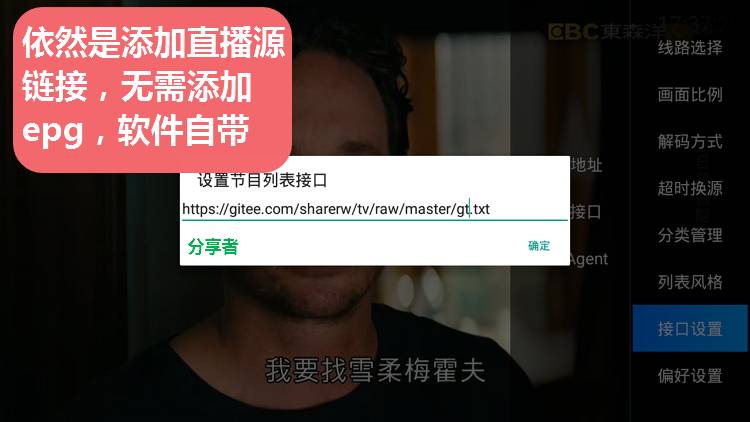 依然是添加直播源
链接，无需添加
epg，软件自带
EBC東森洋
线路选择
画面比例
解码方式
超时换源
分类管理
列表风格
接口设置
偏好设置
地址
接口
Agent
设置节目列表接口
https://gitee.com/sharerw/tv/raw/master/gt.txt
分享者
确定
我要找雪柔梅霍夫